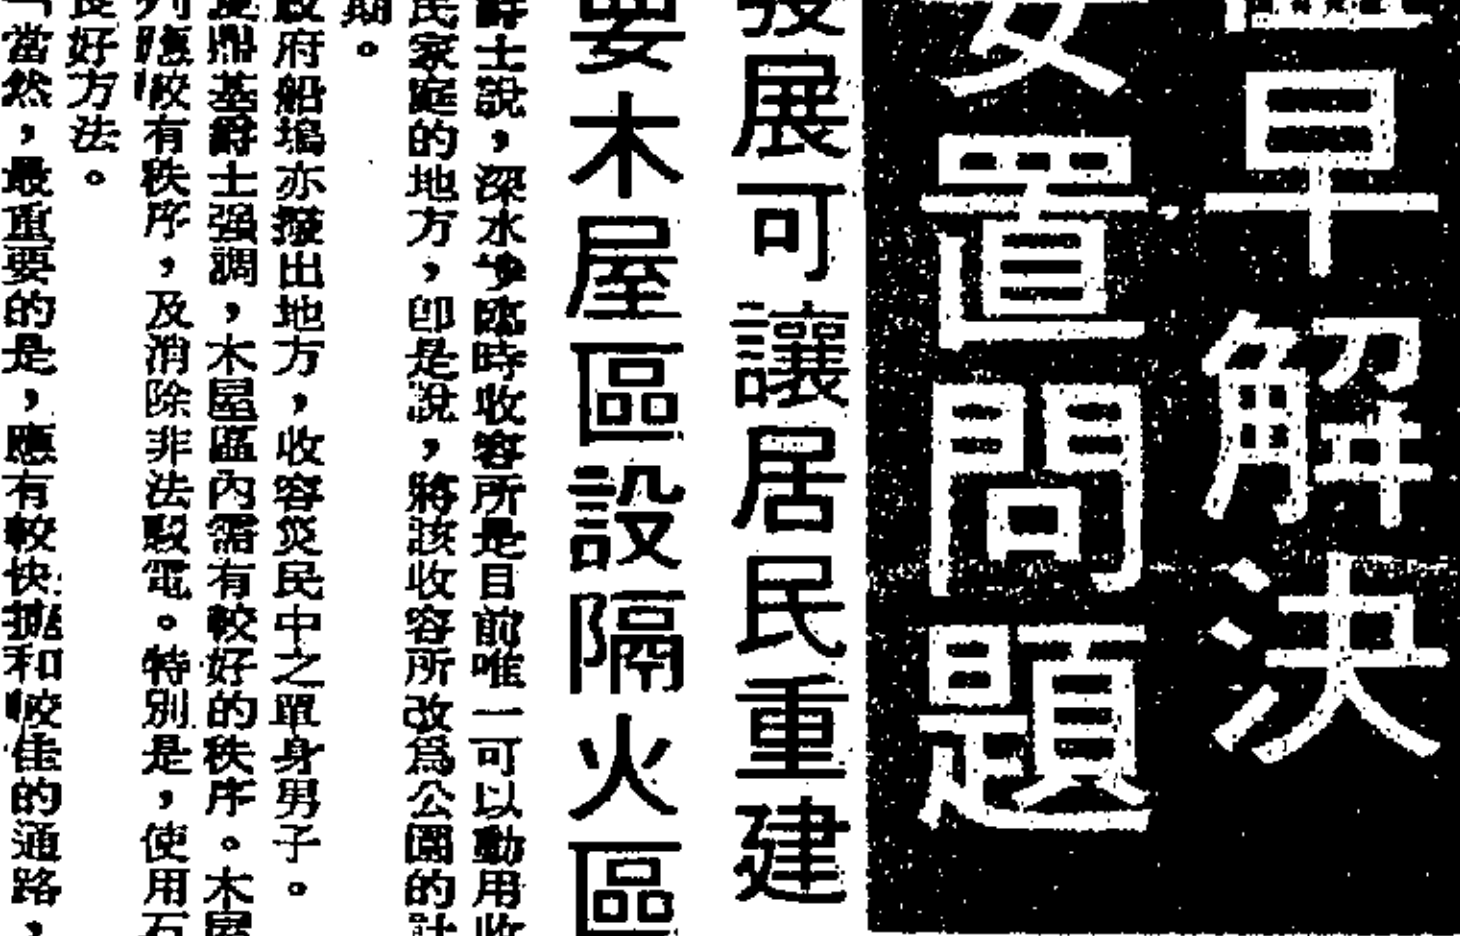 早解決
安置問題
發展可讓居民重建
要木屋區設隔火區
爵士說，深水埗臨時收容所是目前唯一可以動用收
民家庭的地方，卽是說，將該收容所改爲公園的計
期。
政府船塢亦撥出地方，收容災民中之單身男子。
鼎基爵士强調，木屋區內需有較好的秩序。木屋
列應較有秩序，及消除非法駁電。特別是，使用石
良好方法。
「當然，最重要的是，應有較快捷和較佳的通路，